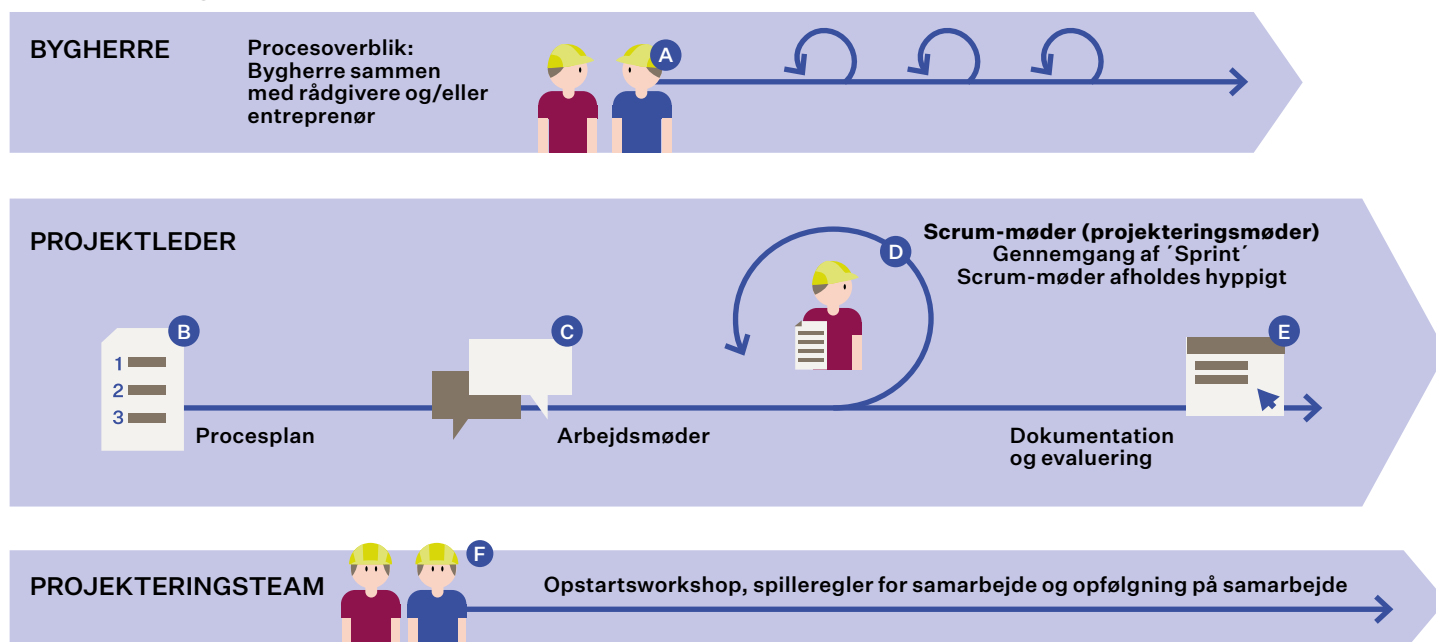 BYGHERRE
Procesoverblik:
Bygherre sammen
med rådgivere og/eller
entreprenør
A
PROJEKTLEDER
Scrum-møder (projekteringsmøder)
Gennemgang af ´Sprint´
Scrum-møder afholdes hyppigt
D
B
1
2
3
Procesplan
C
Arbejdsmøder
E
Dokumentation
og evaluering
PROJEKTERINGSTEAM
F
Opstartsworkshop, spilleregler for samarbejde og opfølgning på samarbejde